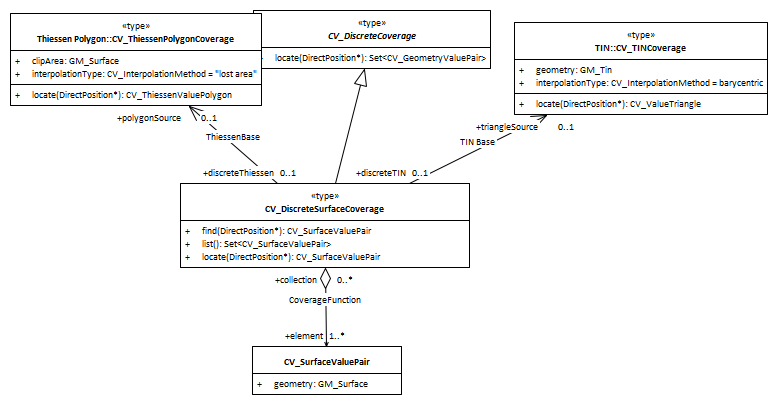 «type»
Thiessen Polygon::CV_ThiessenPolygonCoverage
+ clipArea: GM_Surface
+ interpolationType: CV_InterpolationMethod = "lost area"
+ locate(DirectPosition*): CV_ThiessenValuePolygon
«type»
CV_DiscreteCoverage
locate(DirectPosition*): Set<CV_GeometryValuePair>
«type»
TIN::CV_TINCoverage
+ geometry: GM_Tin
+ interpolationType: CV_InterpolationMethod = barycentric
+ locate(DirectPosition*): CV_ValueTriangle
+polygonSource 0..1
ThiessenBase
+discreteThiessen 0..1
+triangleSource 0..1
TIN Base
+discreteTIN 0..1
«type»
CV_DiscreteSurfaceCoverage
+ find(DirectPosition*): CV_SurfaceValuePair
+ list(): Set<CV_SurfaceValuePair>
+ locate(DirectPosition*): CV_SurfaceValuePair
+collection 0..*
CoverageFunction
+element 1..*
CV_SurfaceValuePair
+ geometry: GM_Surface